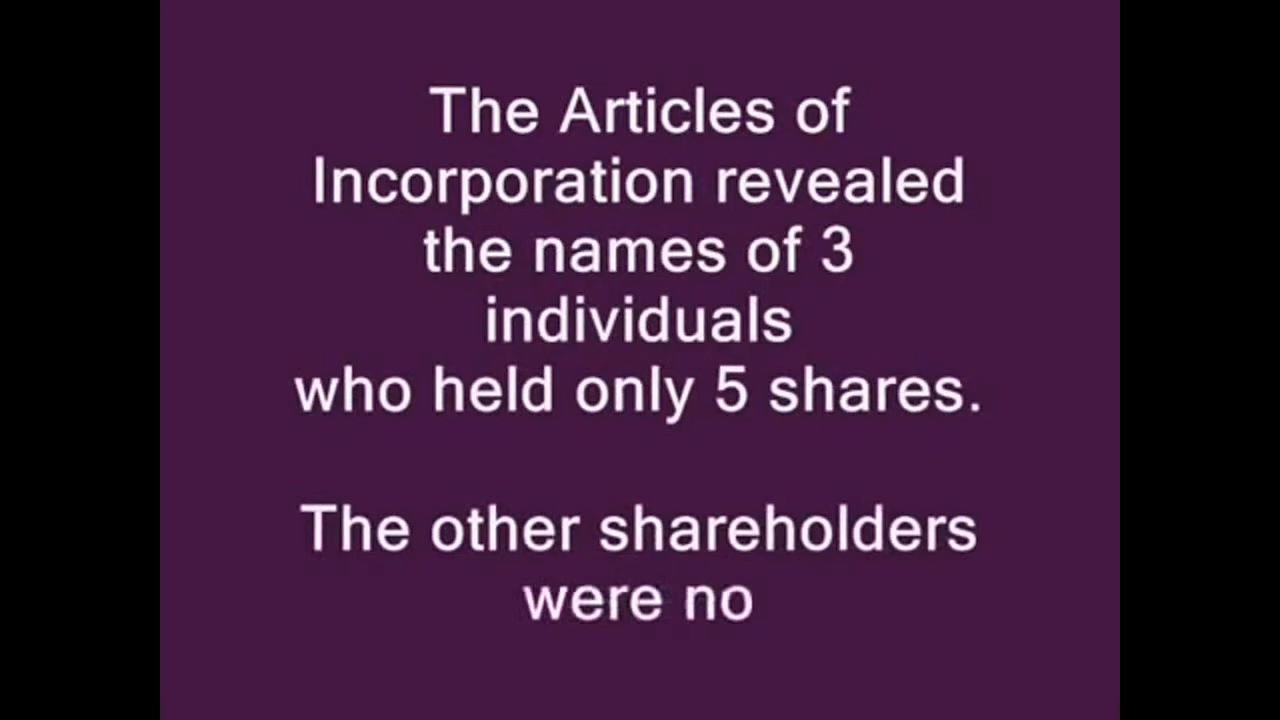 The Articles of
Incorporation revealed
the names of 3
individuals
who held only 5 shares.
The other shareholders
were no